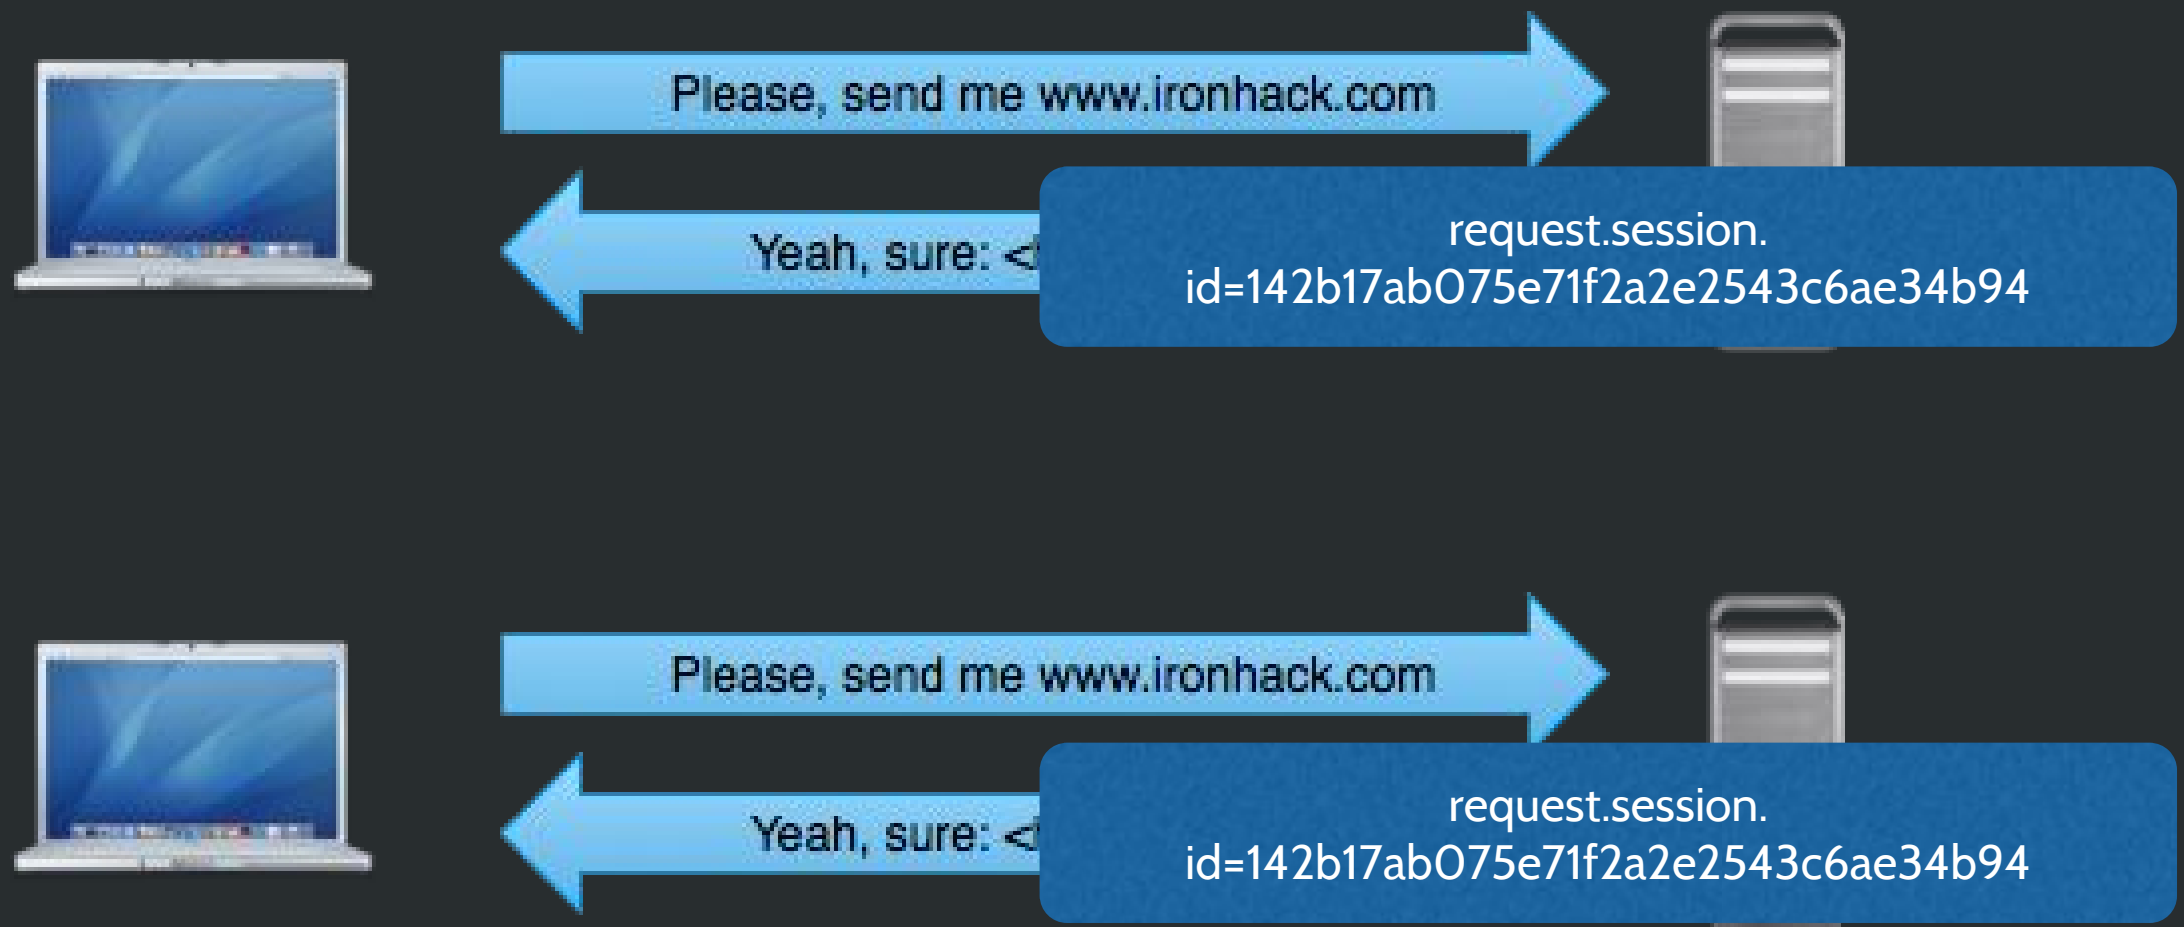 Please, send me www.ironhack.com
Yeah, sure: <
request.session.
id=142b17ab075e71f2a2e2543c6ae34b94
Please, send me www.ironhack.com
Yeah, sure: <
request.session.
id=142b17ab075e71f2a2e2543c6ae34b94